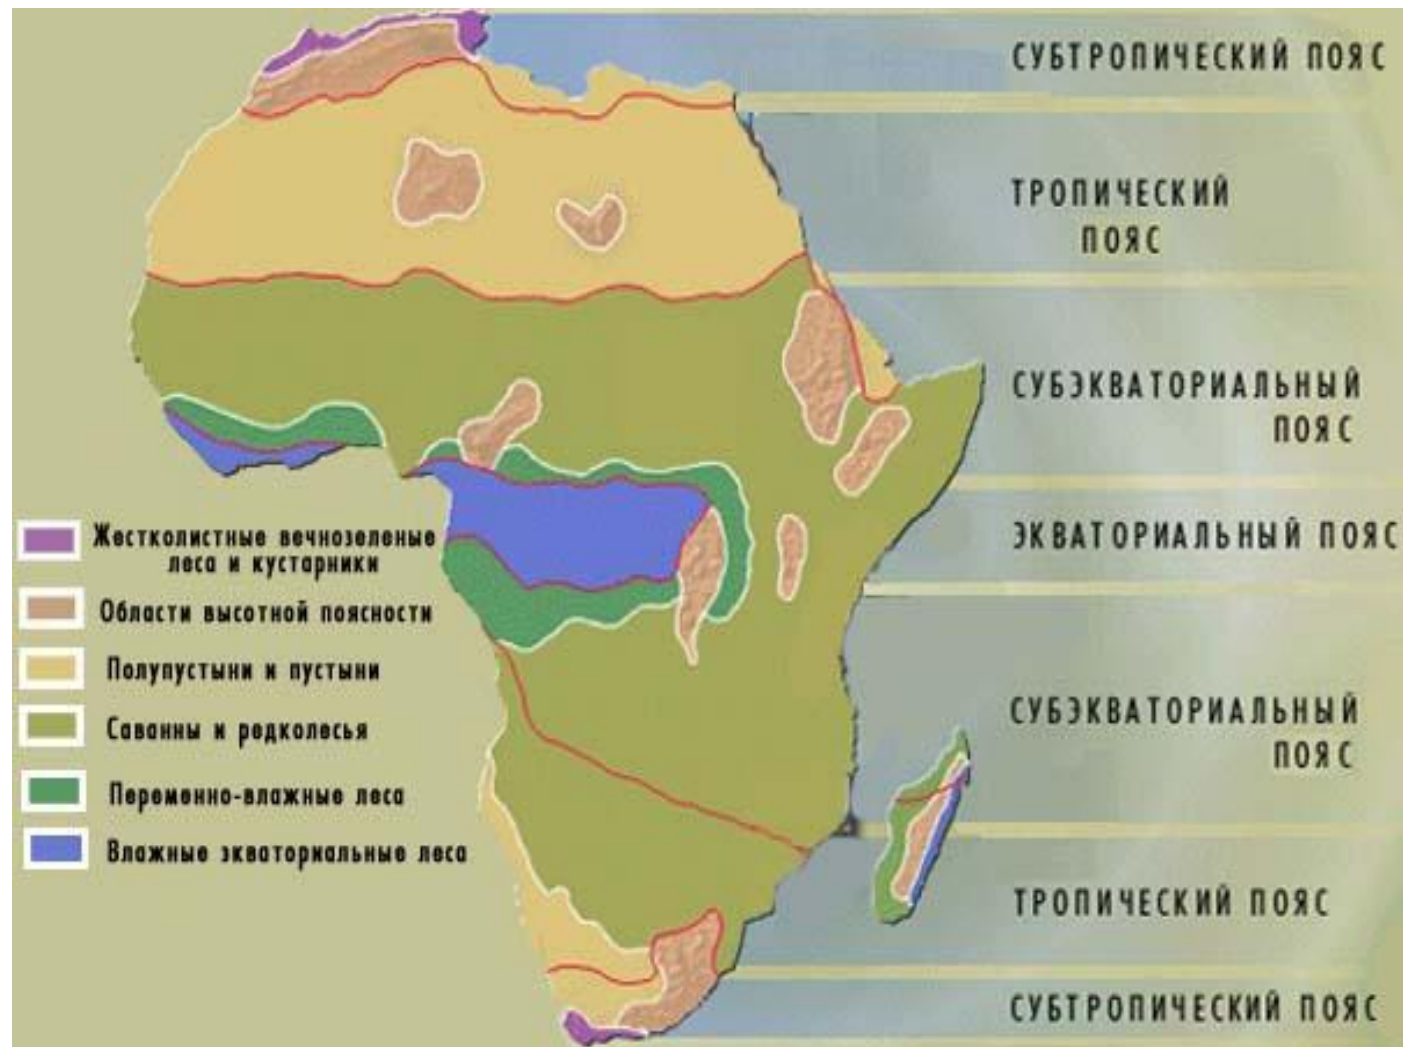 СУБТРОПИЧЕСКИЙ ПОЯС
ТРОПИЧЕСКИЙ
ПОЯС
СУБЭКВАТОРИАЛЬНЫЙ
ПОЯС
ЭКВАТОРИАЛЬНЫЙ ПОЯС
СУБЭКВАТОРИАЛЬНЫЙ
ПОЯС
ТРОПИЧЕСКИЙ ПОЯС
СУБТРОПИЧЕСКИЙ ПОЯС
Жестколистные вечнозеленые
леса и кустарники
Области высотной поясности
Полупустыни и пустыни
Саванны и редколесья
Переменно-влажные леса
Влажные экваториальные леса